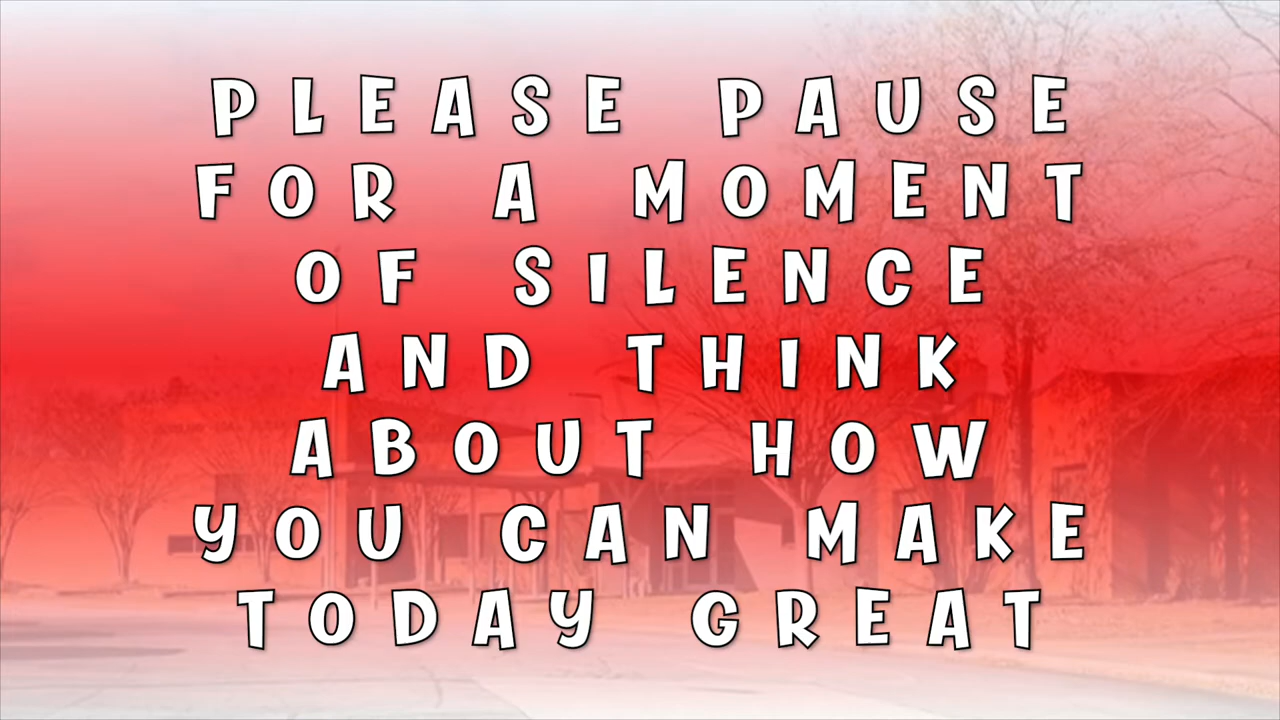 PLEASE PAUSE
FOR A MOMENT
OF SILENCE
AND THINK
ABOUT HOW
YOU CAN MAKE
TODAY GREAT